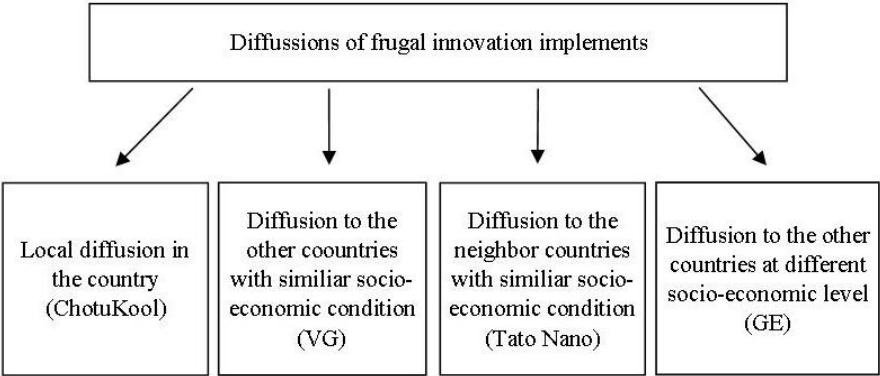 Diffussions of frugal innovation implements
Local diffusion in
the country
(ChotuKool)
Diffusion to the
other coountries
with similiar socio-
economic condition
(VG)
Diffusion to the
neighbor countries
with similiar socio-
economic condition
(Tato Nano)
Diffusion to the other
countries at different
socio-economic level
(GE)